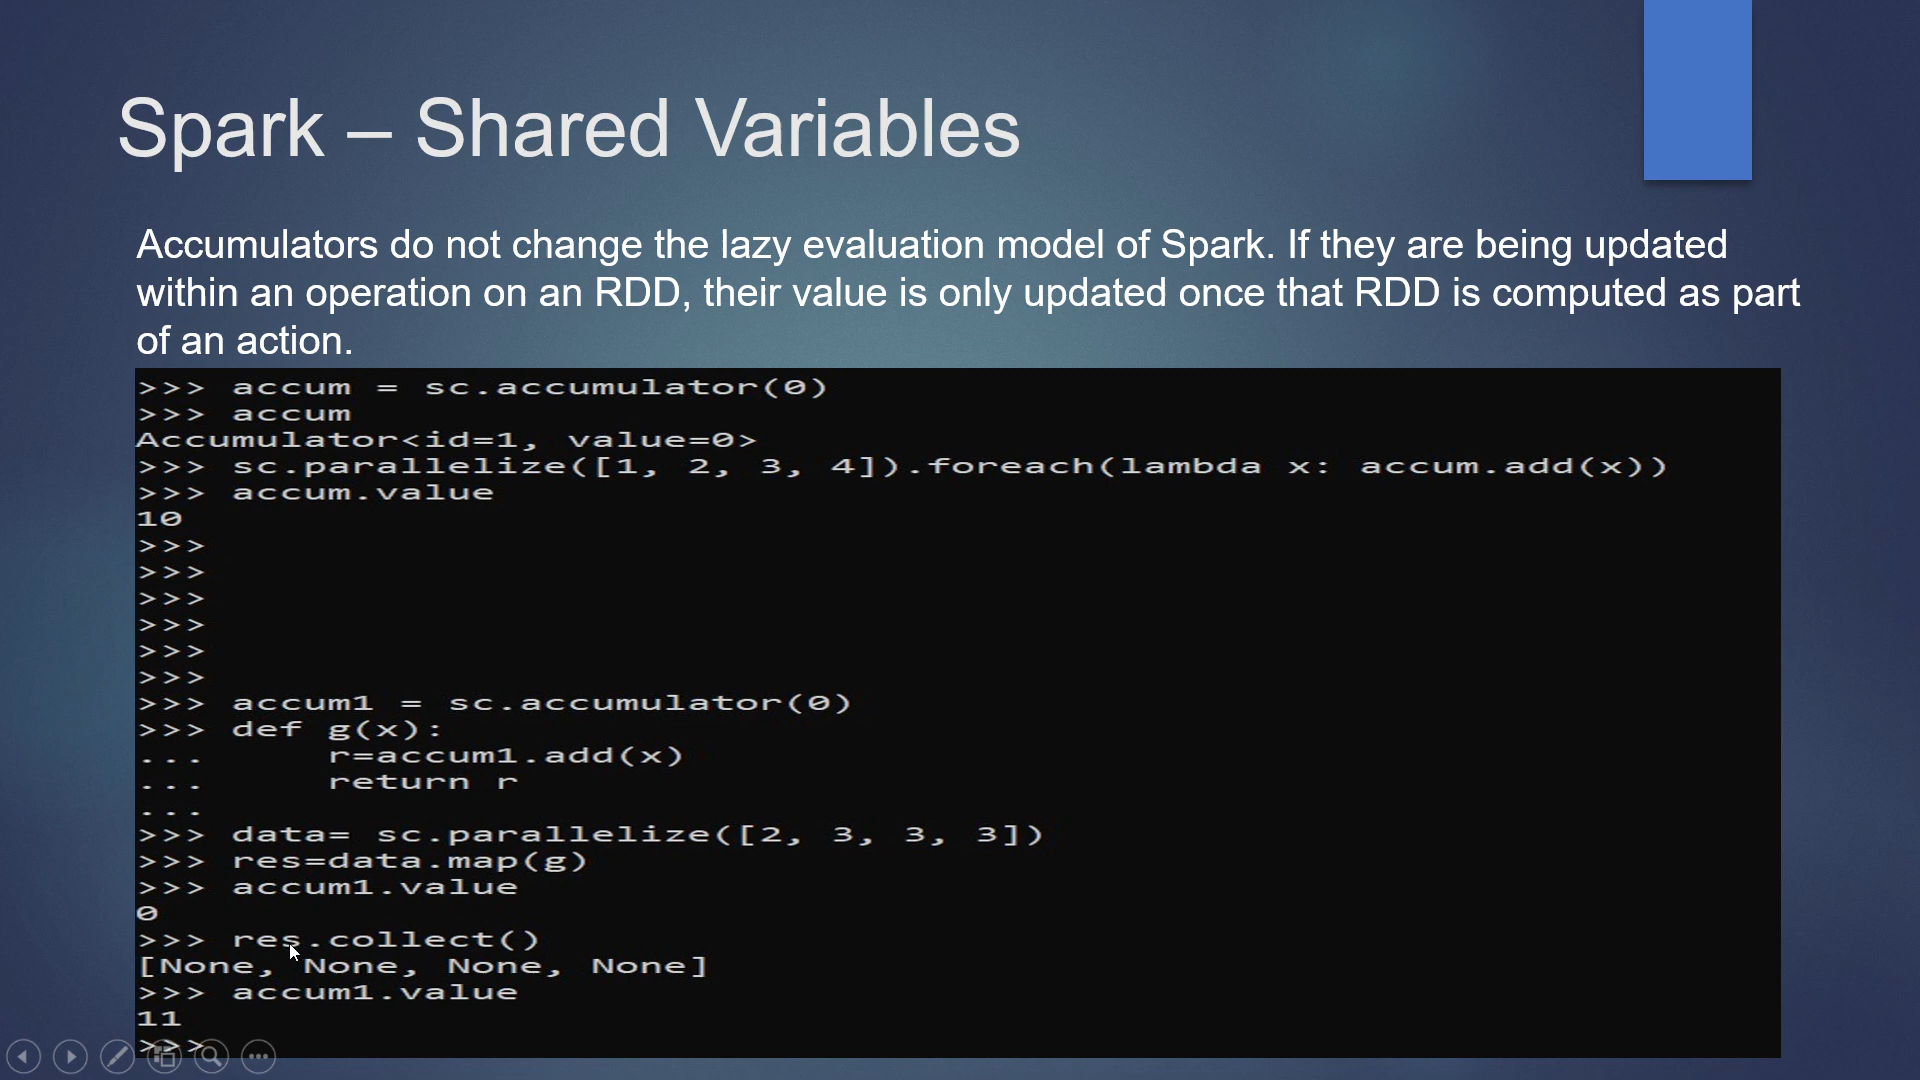 Spark – Shared Variables
Accumulators do not change the lazy evaluation model of Spark. If they are being updated
within an operation on an RDD, their value is only updated once that RDD is computed as part
of an action.
>>> accum = sc.accumulator(0)
>>> accum
Accumulator<id=1, value=0>
>>> sc.parallelize([1, 2, 3, 4]).foreach(lambda x: accum.add(x))
>>> accum.value
10
>>>
>>>
>>>
>>>
>>>
>>>
>>> accum1 = sc.accumulator(0)
>>> def g(x):
...     r=accum1.add(x)
...     return r
...
>>> data= sc.parallelize([2, 3, 3, 3])
>>> res=data.map(g)
>>> accum1.value
0
>>> res.collect()
[None, None, None, None]
>>> accum1.value
11
>>>